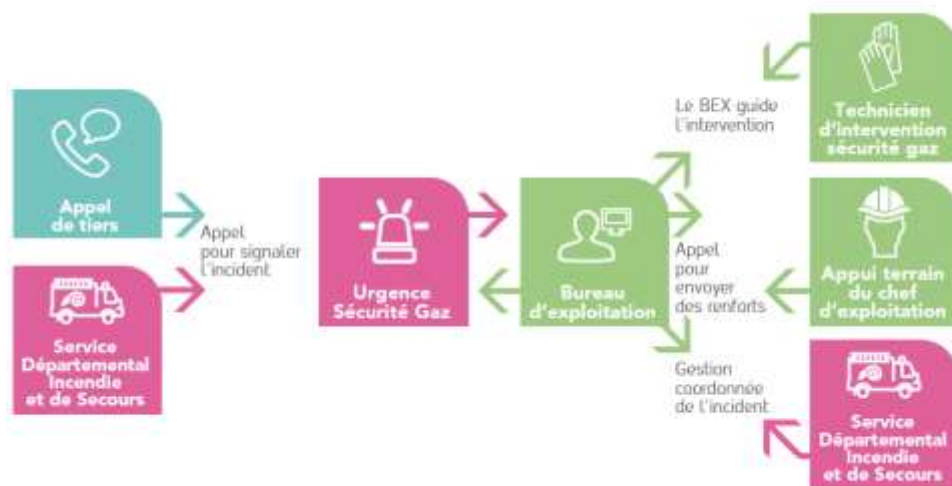 Appel
de tiers
Service
Départemental
Incendie
et de Secours
Appel
pour signaler
l'incident
Urgence
Sécurité Gaz
Bureau
d'exploitation
Le BEX guide
l'intervention
Appel
pour
envoyer
des renforts
Gestion
coordonnée
de l'incident
Technicien
d'intervention
sécurité gaz
Appui terrain
du chef
d'exploitation
Service
Départemental
Incendie
et de Secours